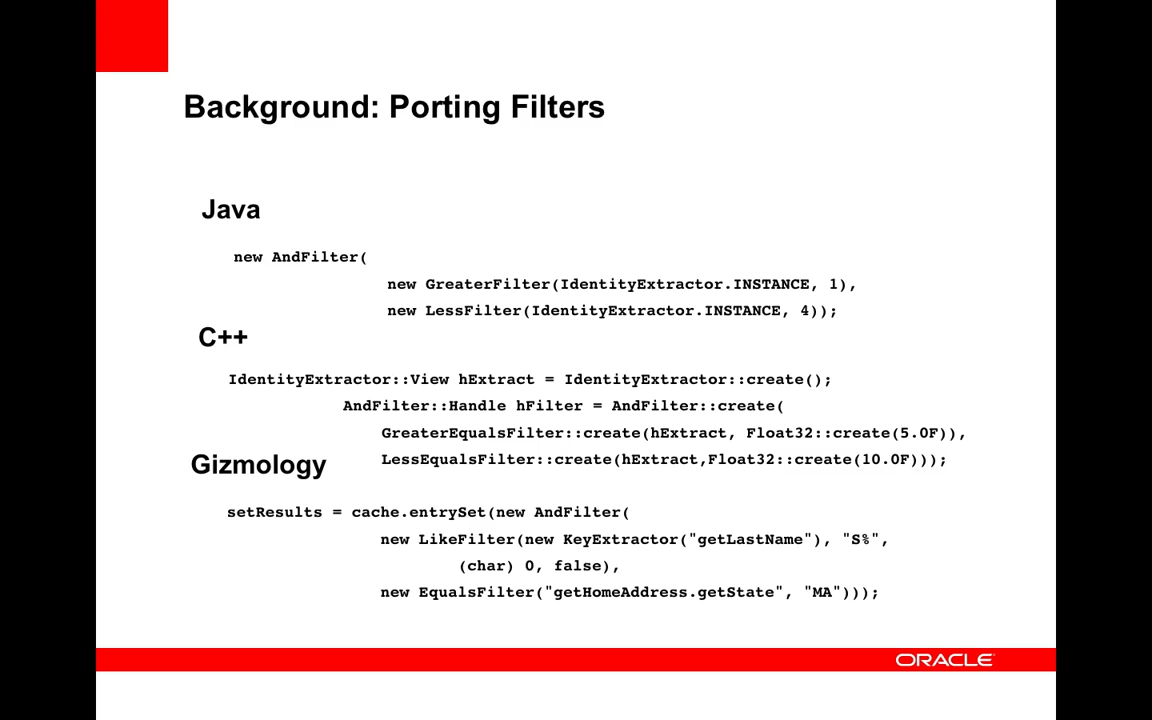 Background: Porting Filters
Java
new AndFilter(
new GreaterFilter(IdentityExtractor.INSTANCE, 1),
new LessFilter(IdentityExtractor.INSTANCE, 4));
C++
IdentityExtractor::View hExtract = IdentityExtractor::create();
AndFilter::Handle hFilter = AndFilter::create(
GreaterEqualsFilter::create(hExtract, Float32::create(5.0F)),
LessEqualsFilter::create(hExtract,Float32::create(10.0F)));
Gizmology
setResults = cache.entrySet(new AndFilter(
new LikeFilter(new KeyExtractor("getLastName"), "S%",
(char) 0, false),
new EqualsFilter("getHomeAddress.getState", "MA")));
ORACLE